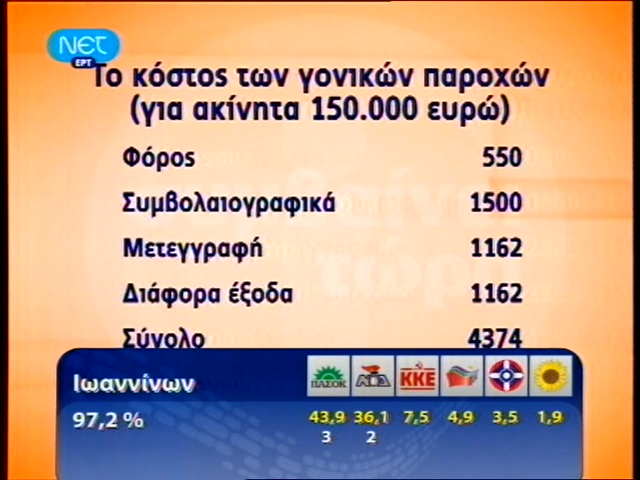 ΝΕΤ
ΕΡΤ
Το κόστος των γονικών παροχών
(για ακίνητα 150.000 ευρώ)
Φόρος 550
Συμβολαιογραφικά 1500
Μετεγγραφή 1162
Διάφορα έξοδα 1162
Σύνολο 4374
Ιωαννίνων ΠΑΣΟΚ ΚΚΕ
97,2 % 43,9 36,1 7,5 4,9 3,5 1,9
3 2